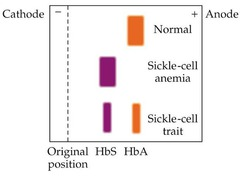 Cathode − + Anode
Normal
Sickle-cell
anemia
Sickle-cell
trait
Original HbS HbA
position